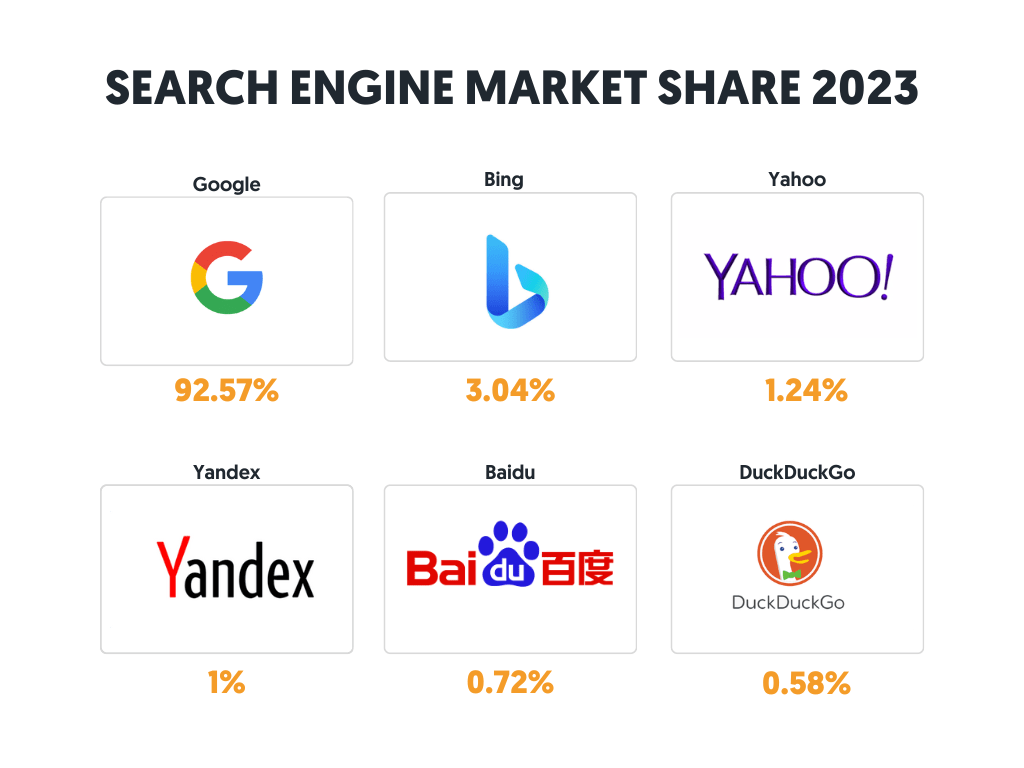 SEARCH ENGINE MARKET SHARE 2023
Google
Bing
Yahoo
YAHOO!
92.57%
3.04%
1.24%
Yandex
Baidu
DuckDuckGo
Yandex
Bai du 百度
DuckDuckGo
1%
0.72%
0.58%